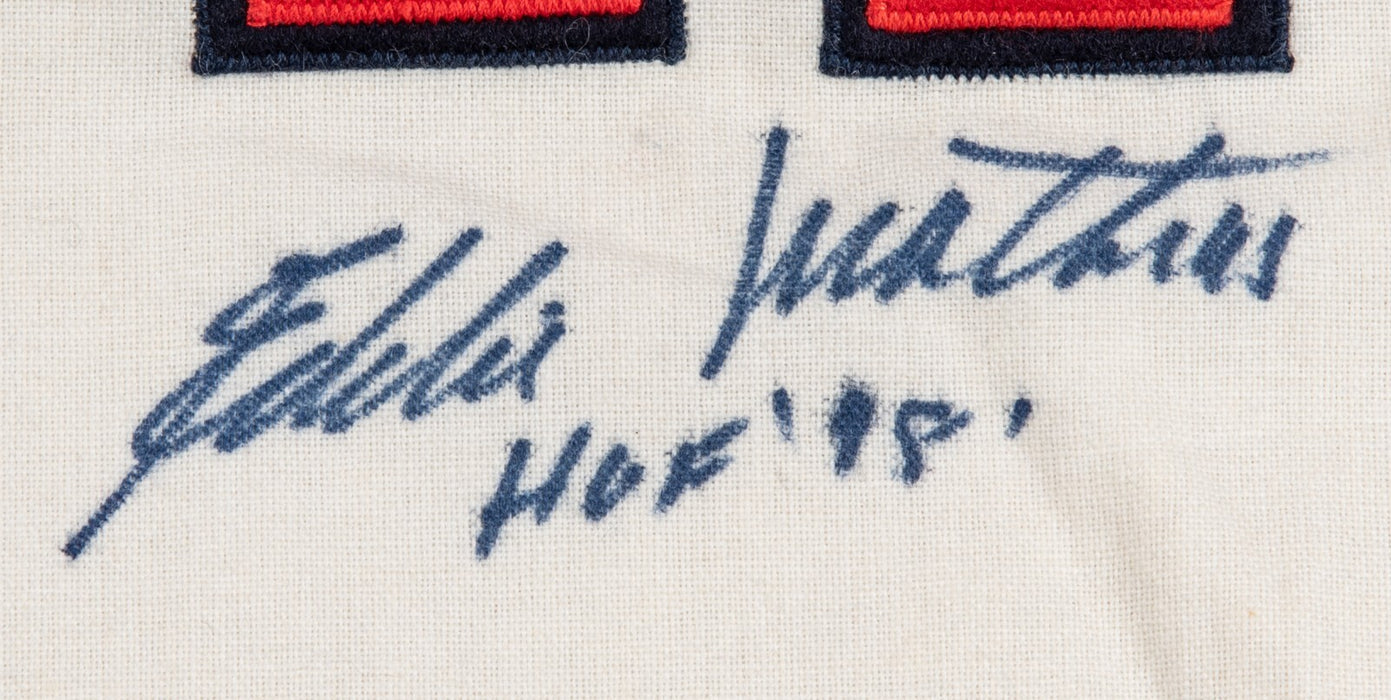 Eddie Mathews
HOF '78'